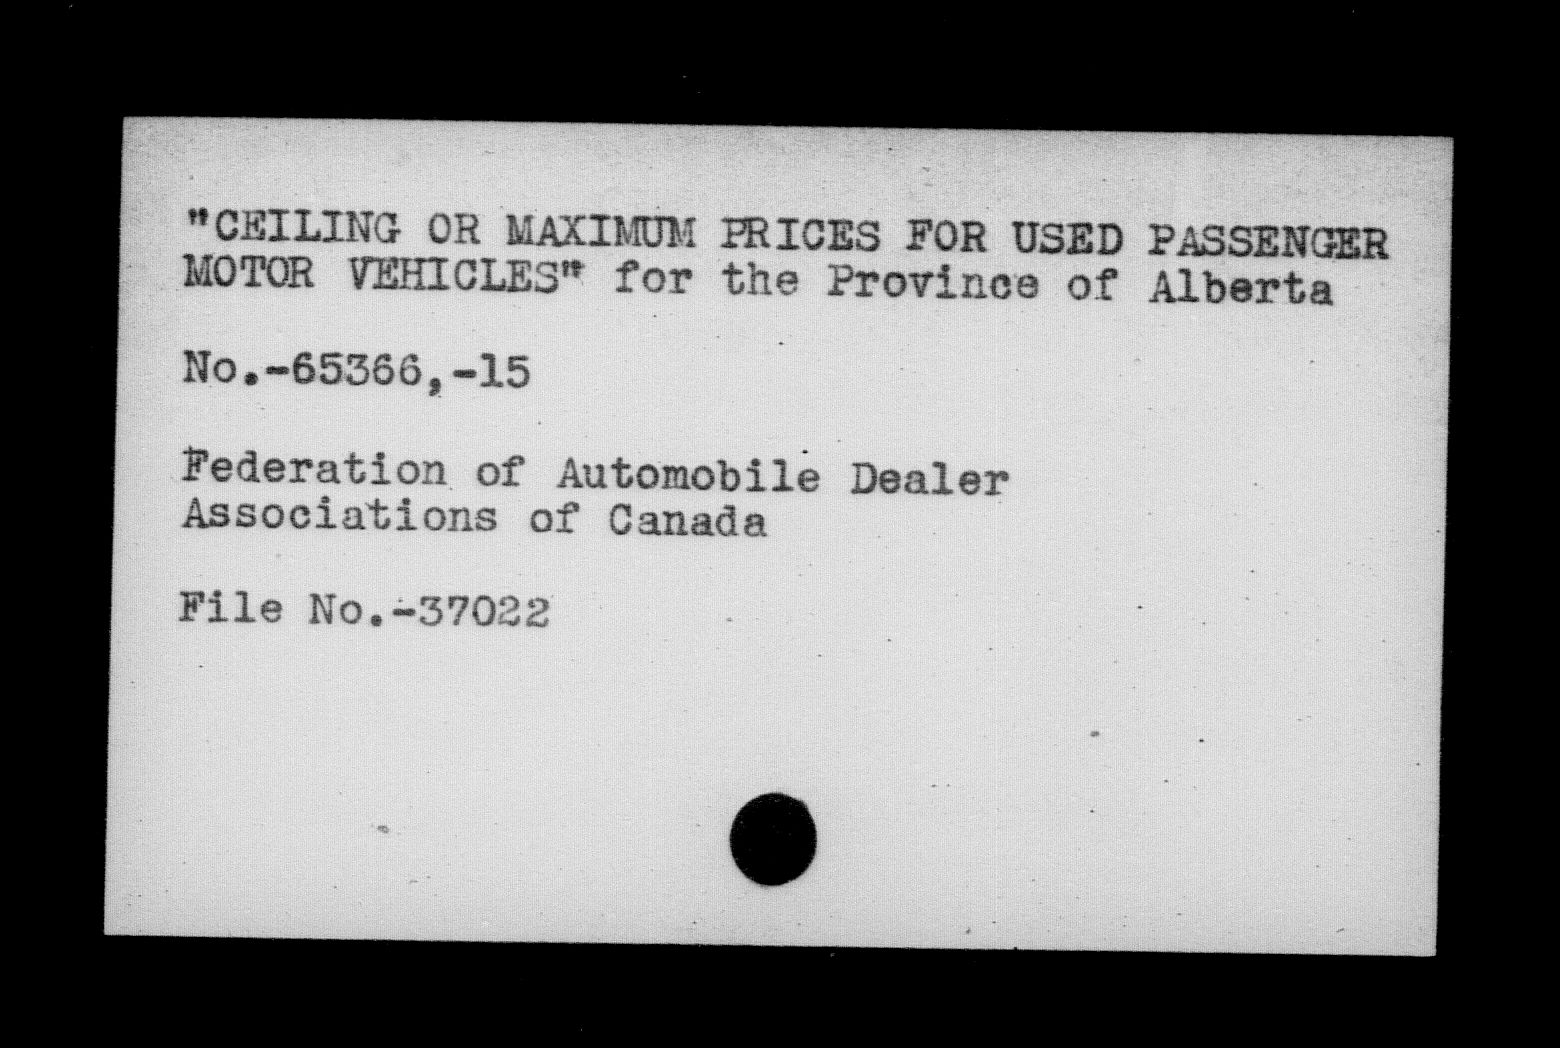 "CEILING OR MAXIMUM PRICES FOR USED PASSENGER
MOTOR VEHICLES" for the Province of Alberta
No.-65366,-15
Federation of Automobile Dealer
Associations of Canada
File No.-37022